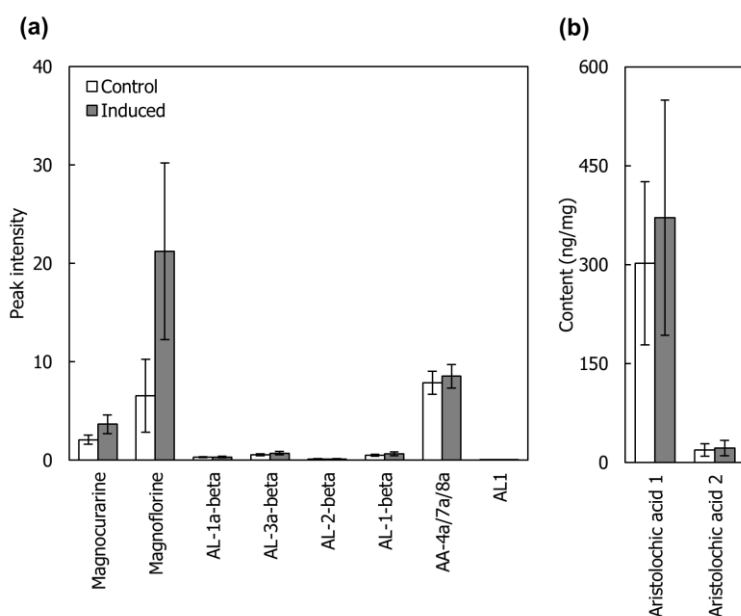 (a)
Peak intensity
40
30
20
10
0
Control
Induced
Magnocurarine
Magnoflorine
AL-1a-beta
AL-3a-beta
AL-2-beta
AL-1-beta
AA-4a/7a/8a
AL1
(b)
Content (ng/mg)
600
450
300
150
0
Aristolochic acid 1
Aristolochic acid 2